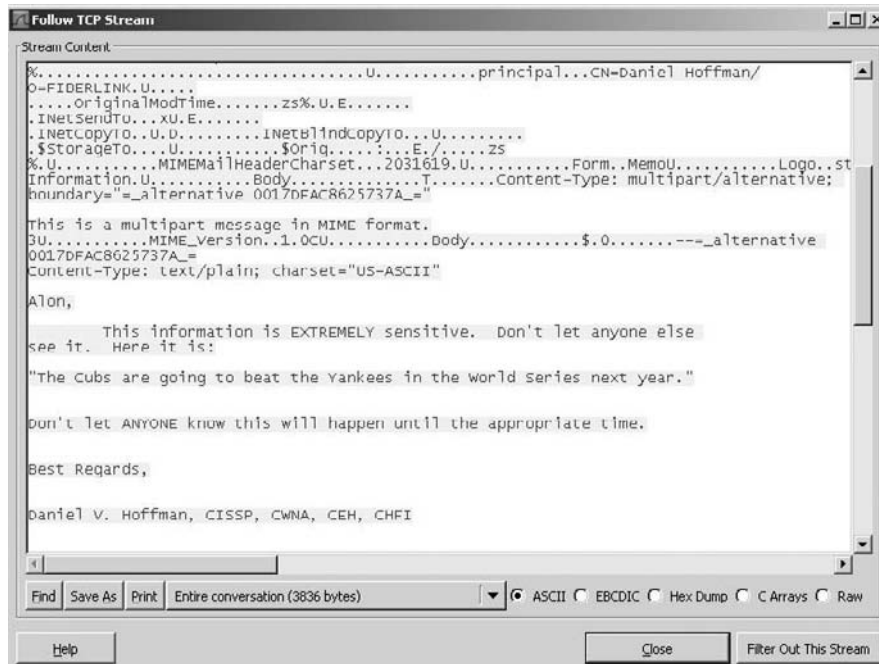 Follow TCP Stream
Stream Content
%....................................U...........principal...CN=Daniel Hoffman/
O=FIDERLINK.U.....
.....OriginalModTime.......zs%.U.E.......
.INetSendTo...xU.E.......
.INetCopyTo..U.D.........INetBlindCopyTo...U.........
.$StorageTo....U...........$Orig.....:...E./.....zs
%.U............MIMEMailHeaderCharset...2031619.U..........Form..MemoU............Logo..st
Information.U...........Body..............T.......Content-Type: multipart/alternative;
boundary="=_alternative 0017DFAC8625737A_="
This is a multipart message in MIME format.
3U...........MIME_Version..1.0CU............Body............$.0.......--=_alternative
0017DFAC8625737A_=
Content-Type: text/plain; charset="US-ASCII"
Alon,
This information is EXTREMELY sensitive.  Don't let anyone else
see it.  Here it is:
"The Cubs are going to beat the Yankees in the World Series next year."
Don't let ANYONE know this will happen until the appropriate time.
Best Regards,
Daniel V. Hoffman, CISSP, CWNA, CEH, CHFI
Find Save As Print Entire conversation (3836 bytes) ASCII EBCDIC Hex Dump C Arrays Raw
Help Close Filter Out This Stream